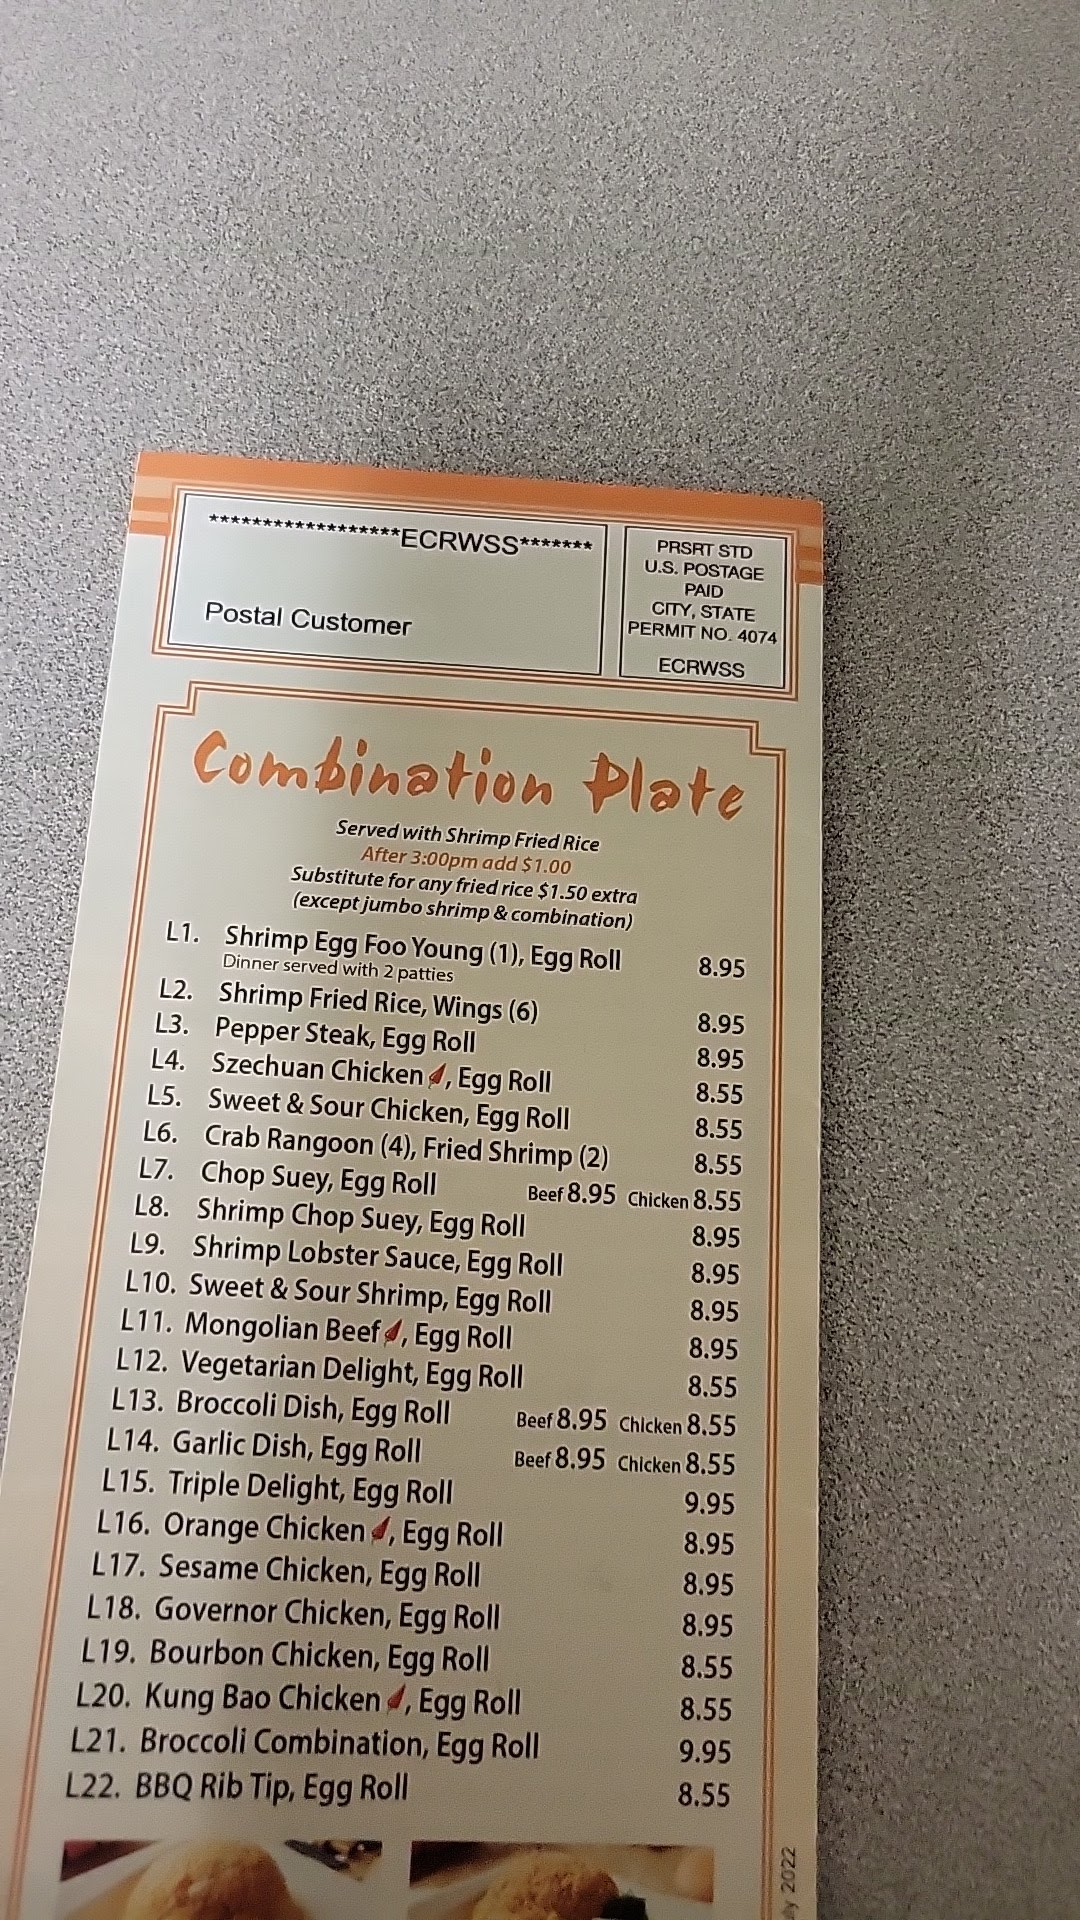 ******************ECRWSS*******
Postal Customer
PRSRT STD
U.S. POSTAGE
PAID
CITY, STATE
PERMIT NO. 4074
ECRWSS
Combination Plate
Served with Shrimp Fried Rice
After 3:00pm add $1.00
Substitute for any fried rice $1.50 extra
(except jumbo shrimp & combination)
L1. Shrimp Egg Foo Young (1), Egg Roll 8.95
Dinner served with 2 patties
L2. Shrimp Fried Rice, Wings (6) 8.95
L3. Pepper Steak, Egg Roll 8.95
L4. Szechuan Chicken, Egg Roll 8.55
L5. Sweet & Sour Chicken, Egg Roll 8.55
L6. Crab Rangoon (4), Fried Shrimp (2) 8.55
L7. Chop Suey, Egg Roll Beef 8.95 Chicken 8.55
L8. Shrimp Chop Suey, Egg Roll 8.95
L9. Shrimp Lobster Sauce, Egg Roll 8.95
L10. Sweet & Sour Shrimp, Egg Roll 8.95
L11. Mongolian Beef, Egg Roll 8.95
L12. Vegetarian Delight, Egg Roll 8.55
L13. Broccoli Dish, Egg Roll Beef 8.95 Chicken 8.55
L14. Garlic Dish, Egg Roll Beef 8.95 Chicken 8.55
L15. Triple Delight, Egg Roll 9.95
L16. Orange Chicken, Egg Roll 8.95
L17. Sesame Chicken, Egg Roll 8.95
L18. Governor Chicken, Egg Roll 8.95
L19. Bourbon Chicken, Egg Roll 8.55
L20. Kung Bao Chicken, Egg Roll 8.55
L21. Broccoli Combination, Egg Roll 9.95
L22. BBQ Rib Tip, Egg Roll 8.55
2022